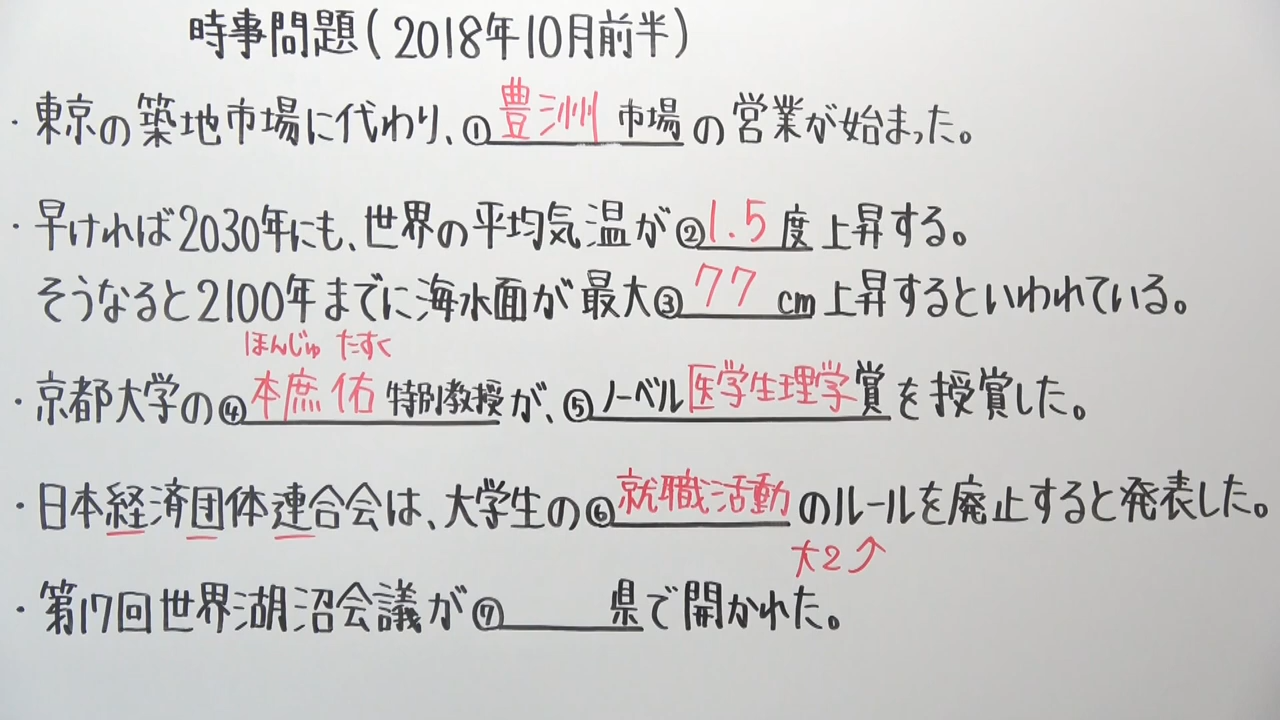 時事問題(2018年10月前半)
・東京の築地市場に代わり、①豊洲市場の営業が始まった。
・早ければ2030年にも、世界の平均気温が②1.5度上昇する。
そうなると2100年までに海水面が最大③77cm上昇するといわれている。
ほんじょ たすく
・京都大学の④本庶佑特別教授が、⑤ノーベル医学生理学賞を授賞した。
・日本経済団体連合会は、大学生の⑥就職活動のルールを廃止すると発表した。
大2↗
・第17回世界湖沼会議が⑦____県で開かれた。